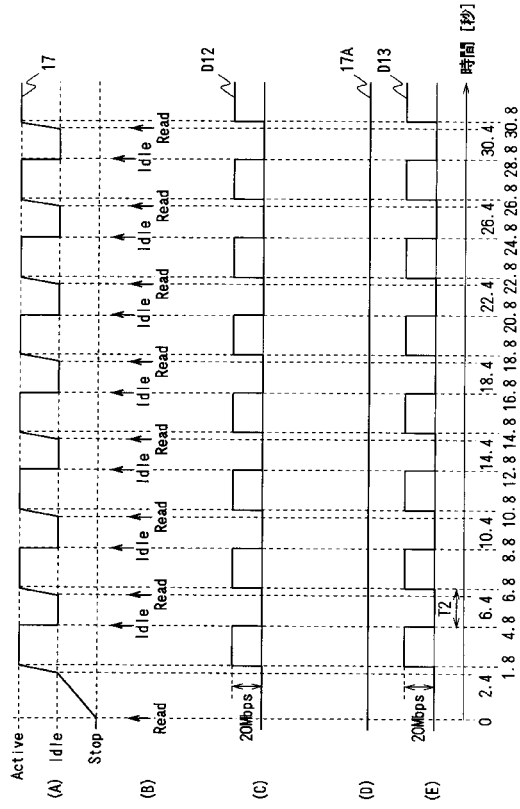 Active
17
(A) Idle
Stop
(B)
Read
Idle Read
Idle Read
Idle Read
Idle Read
Idle Read
Idle Read
Idle Read
D12
20Mbps
(C)
17A
(D)
D13
20Mbps
(E)
T2
時間 [秒]
2.4 6.4 10.4 14.4 18.4 22.4 26.4 30.4
0 1.8 4.8 6.8 8.8 10.8 12.8 14.8 16.8 18.8 20.8 22.8 24.8 26.8 28.8 30.8